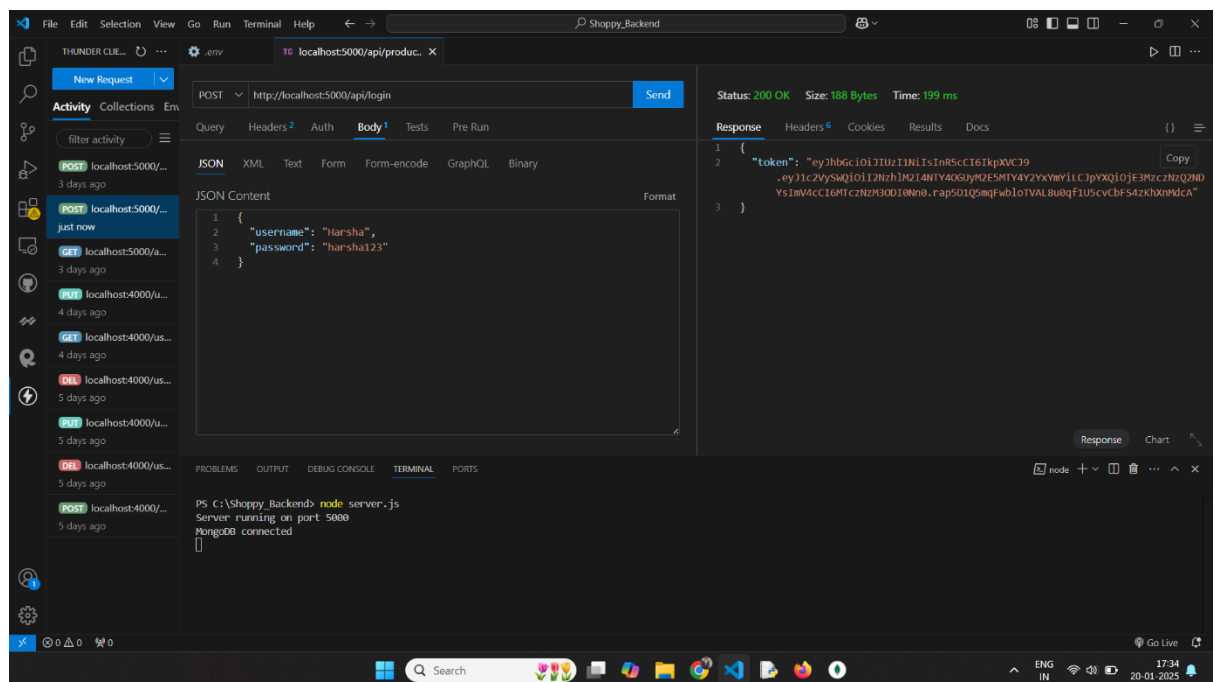 File Edit Selection View Go Run Terminal Help
Shoppy_Backend
THUNDER CLIE...
.env
TC localhost:5000/api/produc..
New Request
Activity Collections Env
filter activity
POST localhost:5000/...
3 days ago
POST localhost:5000/...
just now
GET localhost:5000/a...
3 days ago
PUT localhost:4000/u...
4 days ago
GET localhost:4000/us...
4 days ago
DEL localhost:4000/us...
5 days ago
PUT localhost:4000/u...
5 days ago
DEL localhost:4000/us...
5 days ago
POST localhost:4000/...
5 days ago
POST http://localhost:5000/api/login Send
Query Headers 2 Auth Body 1 Tests Pre Run
JSON XML Text Form Form-encode GraphQL Binary
JSON Content Format
1 {
2 "username": "Harsha",
3 "password": "harsha123"
4 }
Status: 200 OK Size: 188 Bytes Time: 199 ms
Response Headers 6 Cookies Results Docs {}
1 {
2 "token":
3 }
Copy
Response Chart
PROBLEMS OUTPUT DEBUG CONSOLE TERMINAL PORTS
node
PS C:\Shoppy_Backend> node server.js
Server running on port 5000
MongoDB connected
1
0 0 0
Go Live
Search
ENG
IN
17:34
20-01-2025